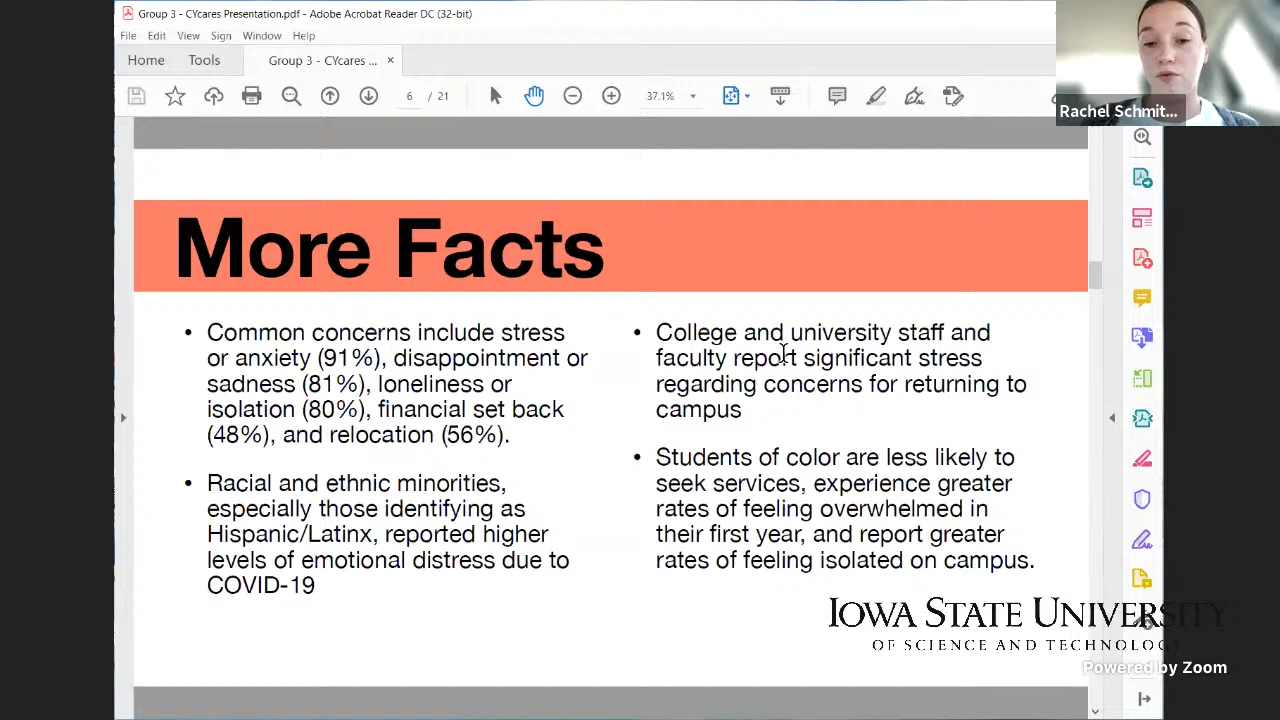 Group 3 - CYcares Presentation.pdf - Adobe Acrobat Reader DC (32-bit)
File Edit View Sign Window Help
Home Tools Group 3 - CYcares ... ×
6 / 21 37.1%
Rachel Schmit...
More Facts
• Common concerns include stress
or anxiety (91%), disappointment or
sadness (81%), loneliness or
isolation (80%), financial set back
(48%), and relocation (56%).
• Racial and ethnic minorities,
especially those identifying as
Hispanic/Latinx, reported higher
levels of emotional distress due to
COVID-19
• College and university staff and
faculty report significant stress
regarding concerns for returning to
campus
• Students of color are less likely to
seek services, experience greater
rates of feeling overwhelmed in
their first year, and report greater
rates of feeling isolated on campus.
IOWA STATE UNIVERSITY
OF SCIENCE AND TECHNOLOGY
Powered by Zoom